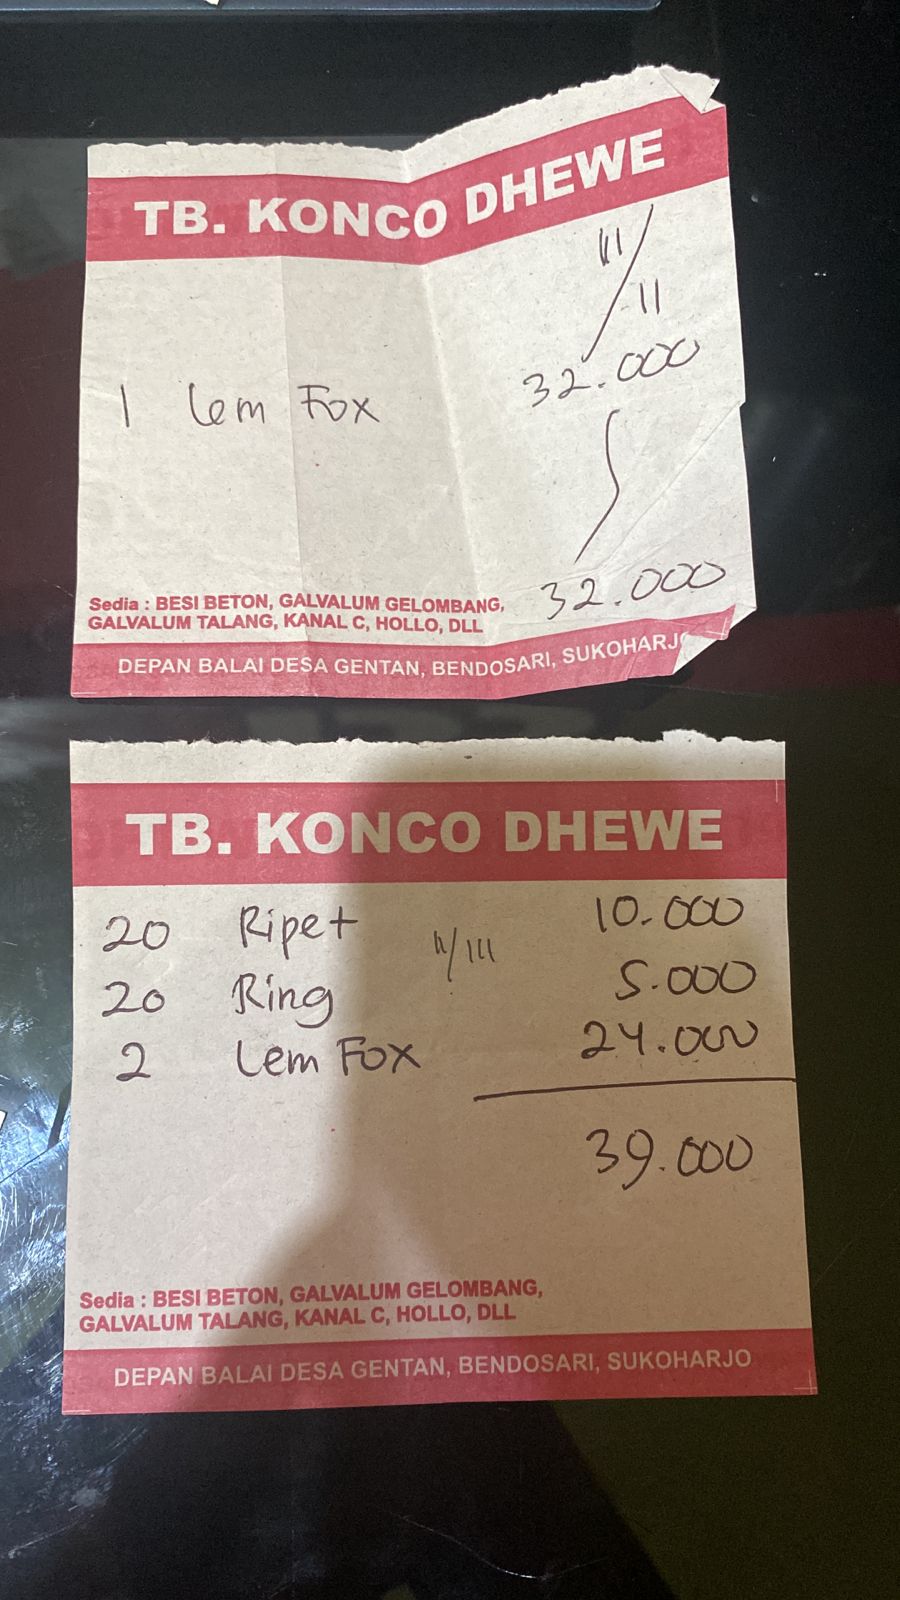 TB. KONCO DHEWE
III/11
1 Lem Fox 32.000
32.000
Sedia : BESI BETON, GALVALUM GELOMBANG,
GALVALUM TALANG, KANAL C, HOLLO, DLL
DEPAN BALAI DESA GENTAN, BENDOSARI, SUKOHARJO
TB. KONCO DHEWE
20 Ripet 10.000
11/III
20 Ring 5.000
2 Lem Fox 24.000
39.000
Sedia : BESI BETON, GALVALUM GELOMBANG,
GALVALUM TALANG, KANAL C, HOLLO, DLL
DEPAN BALAI DESA GENTAN, BENDOSARI, SUKOHARJO